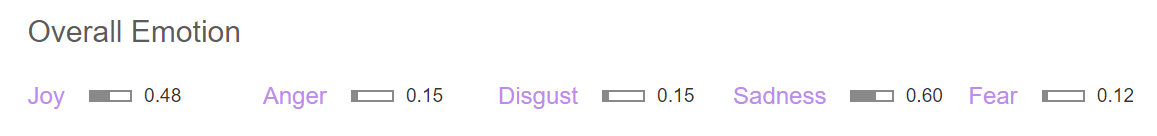 Overall Emotion
Joy 0.48 Anger 0.15 Disgust 0.15 Sadness 0.60 Fear 0.12